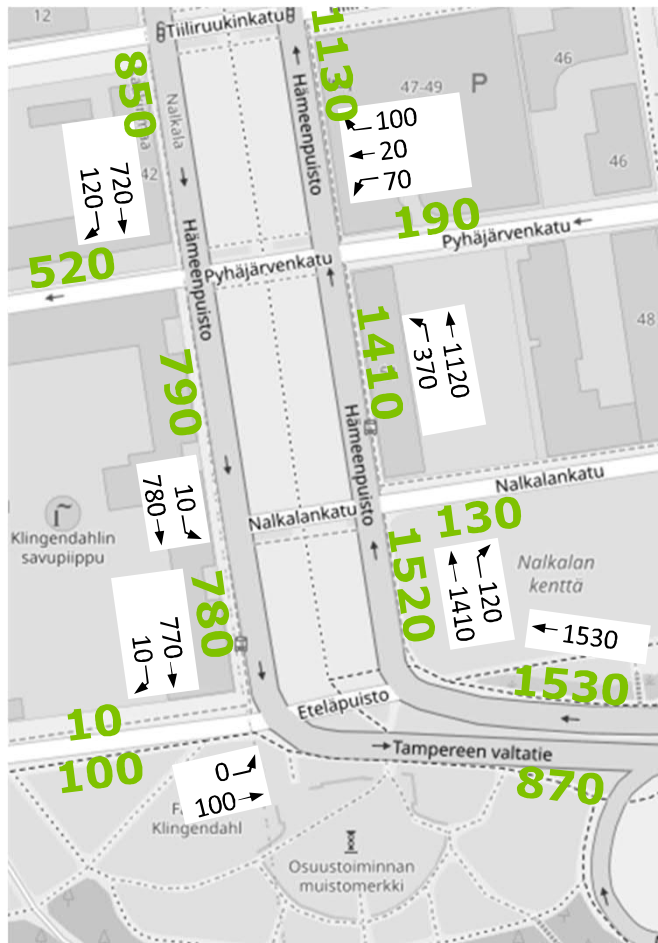 12
Tiiliruukinkatu
850
1130
Hämeenpuisto
47-49
P
46
Nalkala
100
20
70
46
720
120
42
190
Pyhäjärvenkatu
520
Hämeenpuisto
Pyhäjärvenkatu
1410
1120
370
48
790
Hämeenpuisto
Nalkalankatu
10
780
Klingendahlin
savupiippu
Nalkalankatu
130
1520
Nalkalan
kenttä
120
1410
780
1530
770
10
1530
Eteläpuisto
10
100
Tampereen valtatie
870
0
100
Klingendahl
Osuustoiminnan
muistomerkki